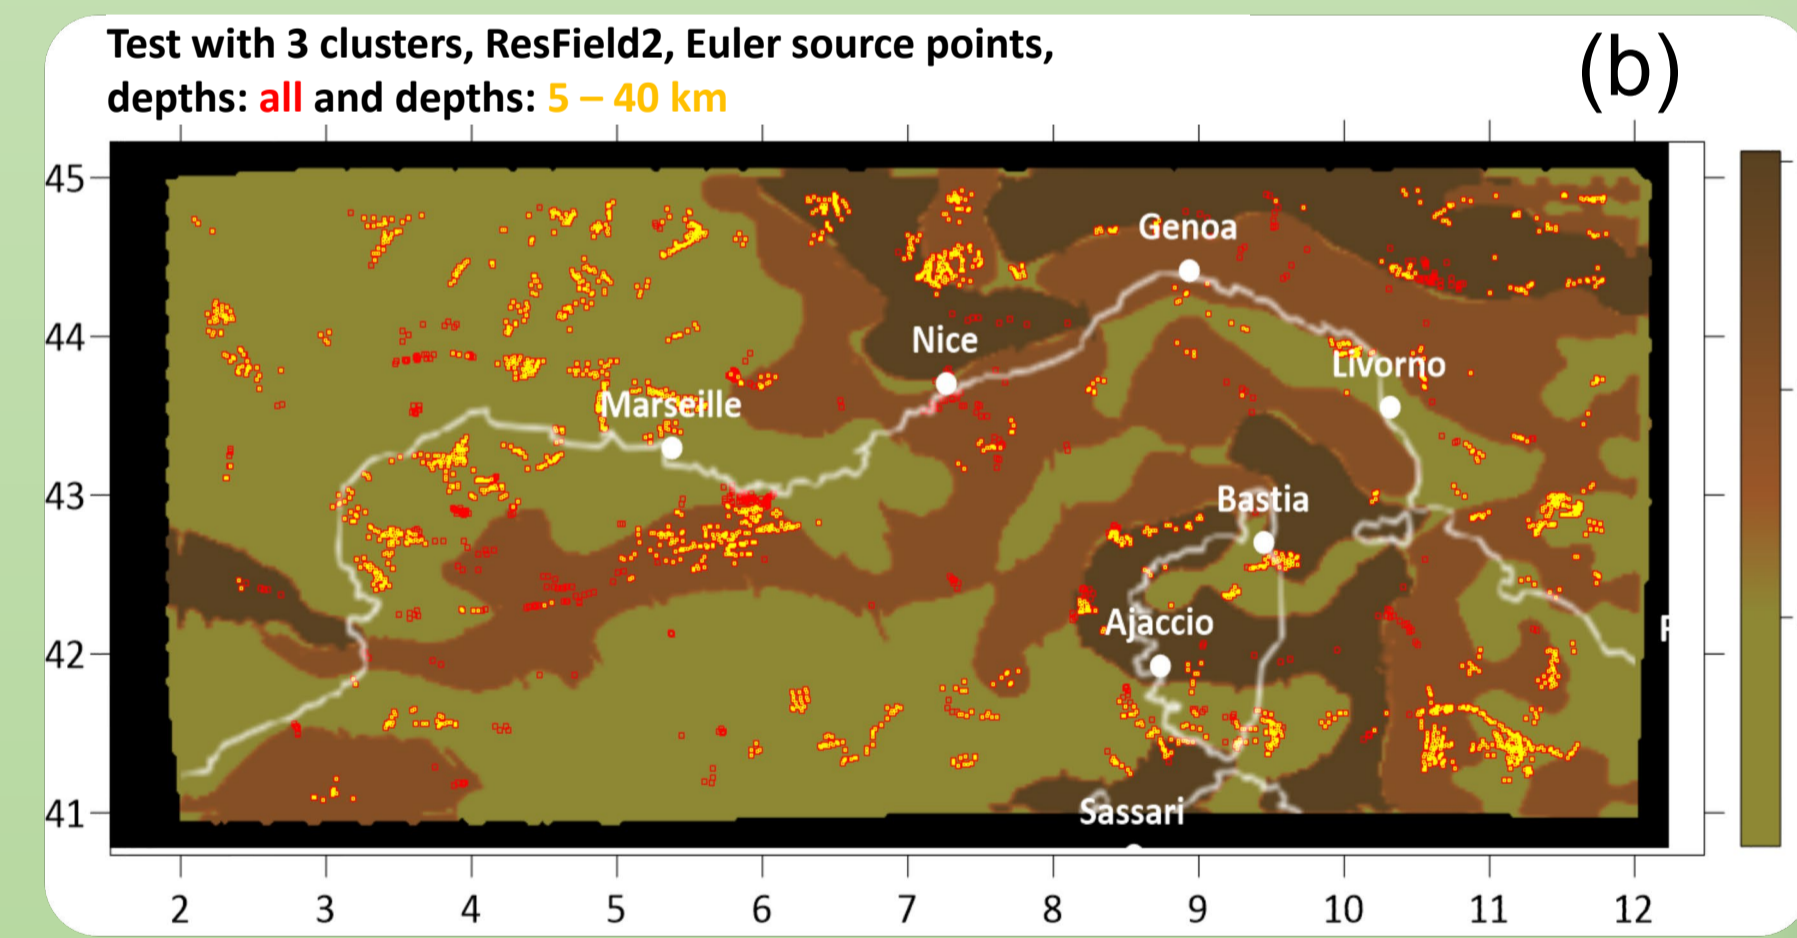 Test with 3 clusters, ResField2, Euler source points,
depths: all and depths: 5 – 40 km
(b)
45
44
43
42
41
Genoa
Nice
Livorno
Marseille
Bastia
Ajaccio
Sassari
2 3 4 5 6 7 8 9 10 11 12